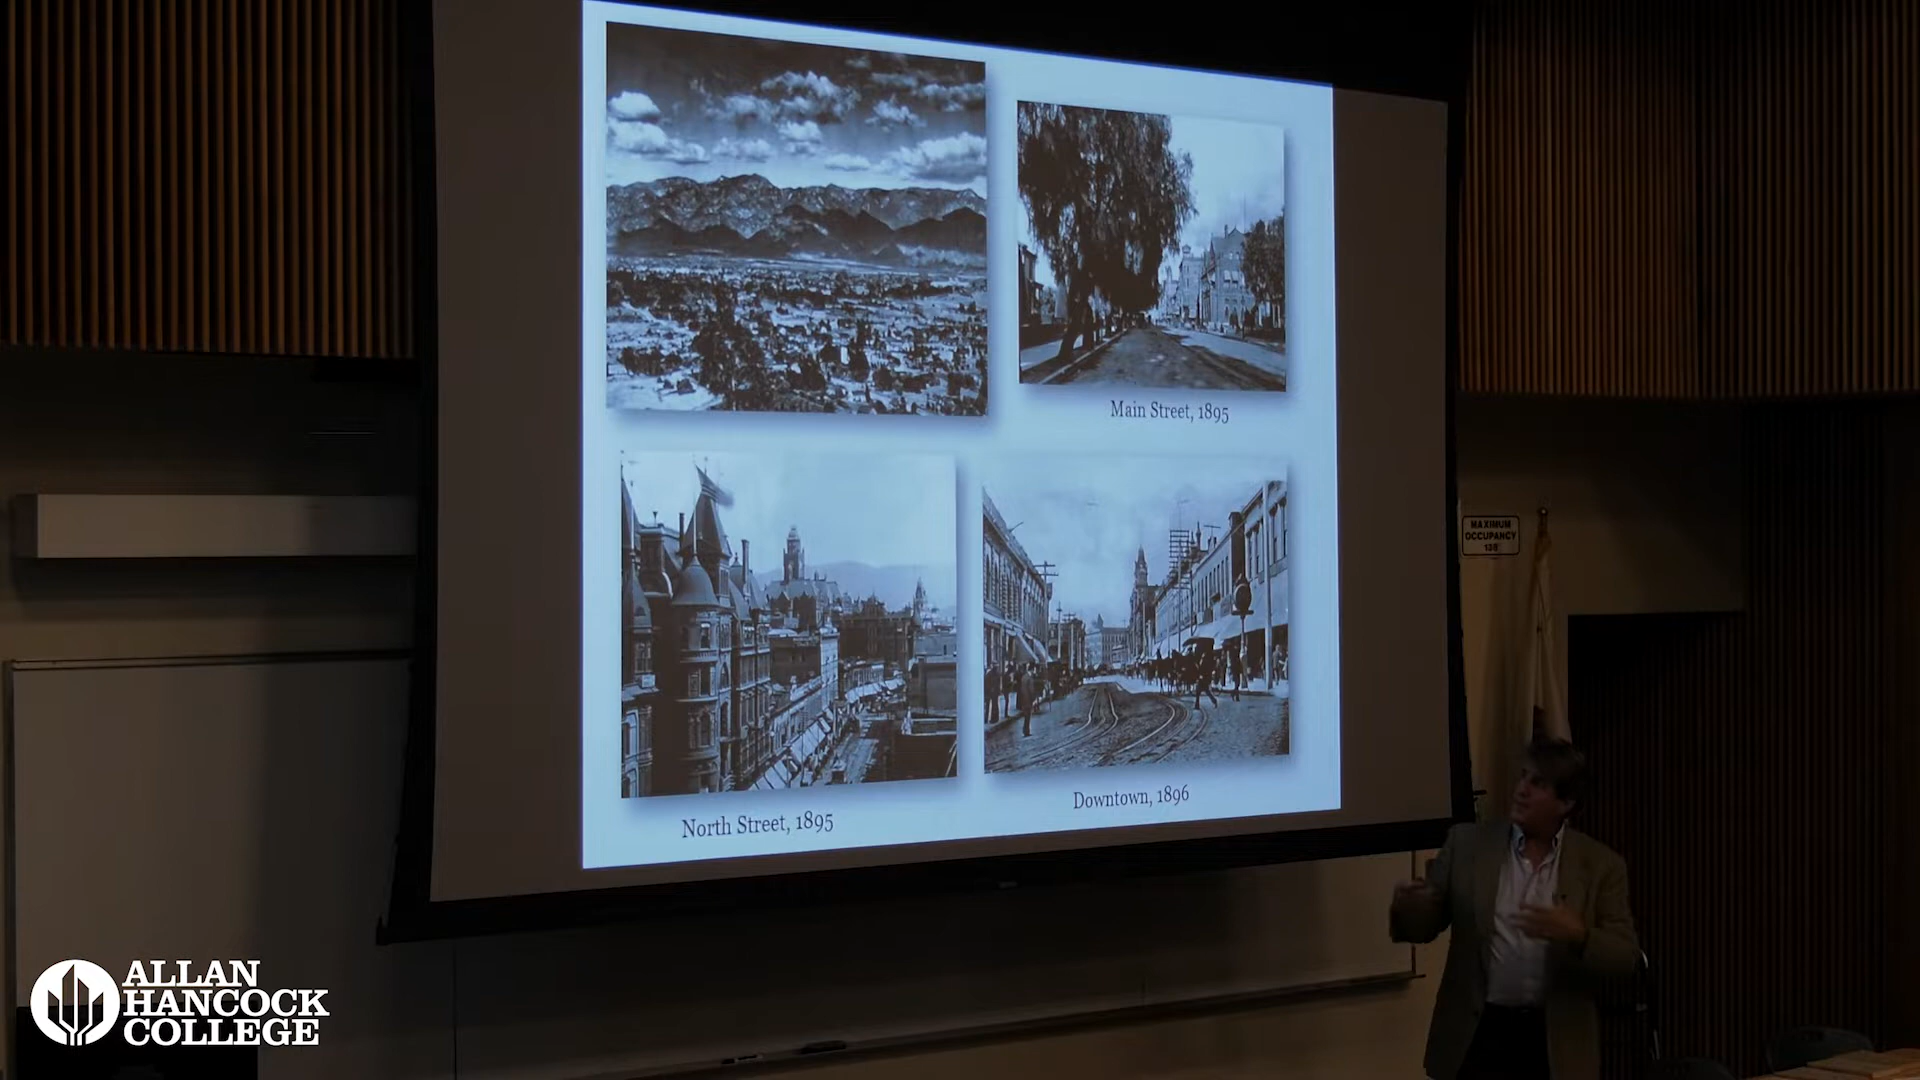 Main Street, 1895
North Street, 1895
Downtown, 1896
MAXIMUM
OCCUPANCY
ALLAN
HANCOCK
COLLEGE